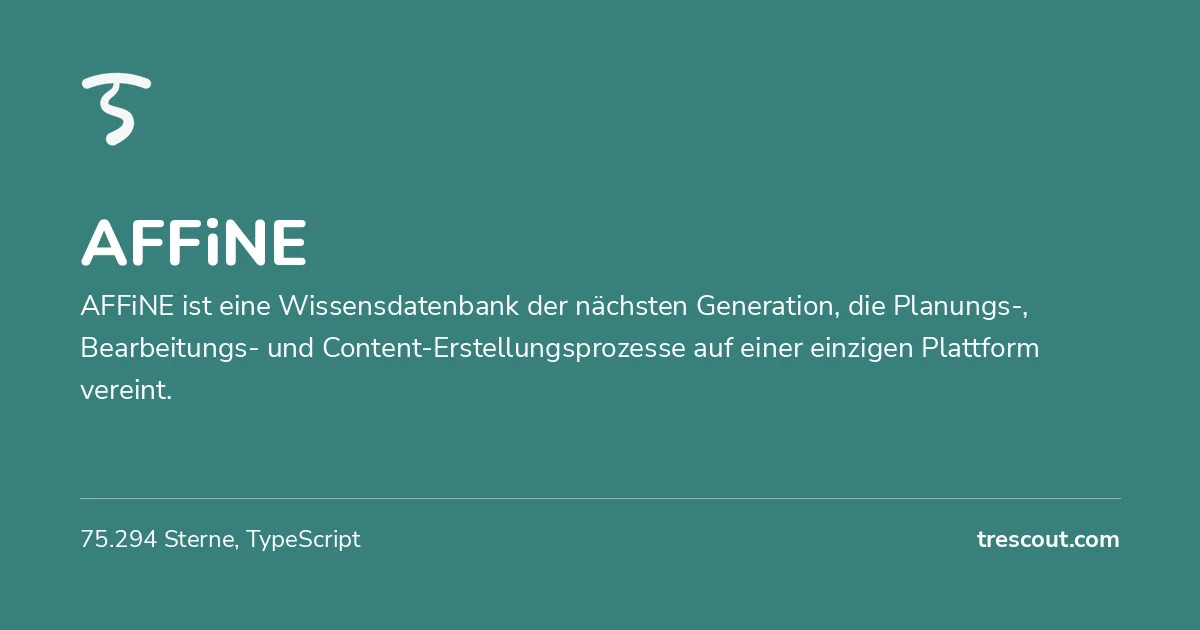 AFFiNE
AFFiNE ist eine Wissensdatenbank der nächsten Generation, die Planungs-,
Bearbeitungs- und Content-Erstellungsprozesse auf einer einzigen Plattform
vereint.
75.294 Sterne, TypeScript
trescout.com